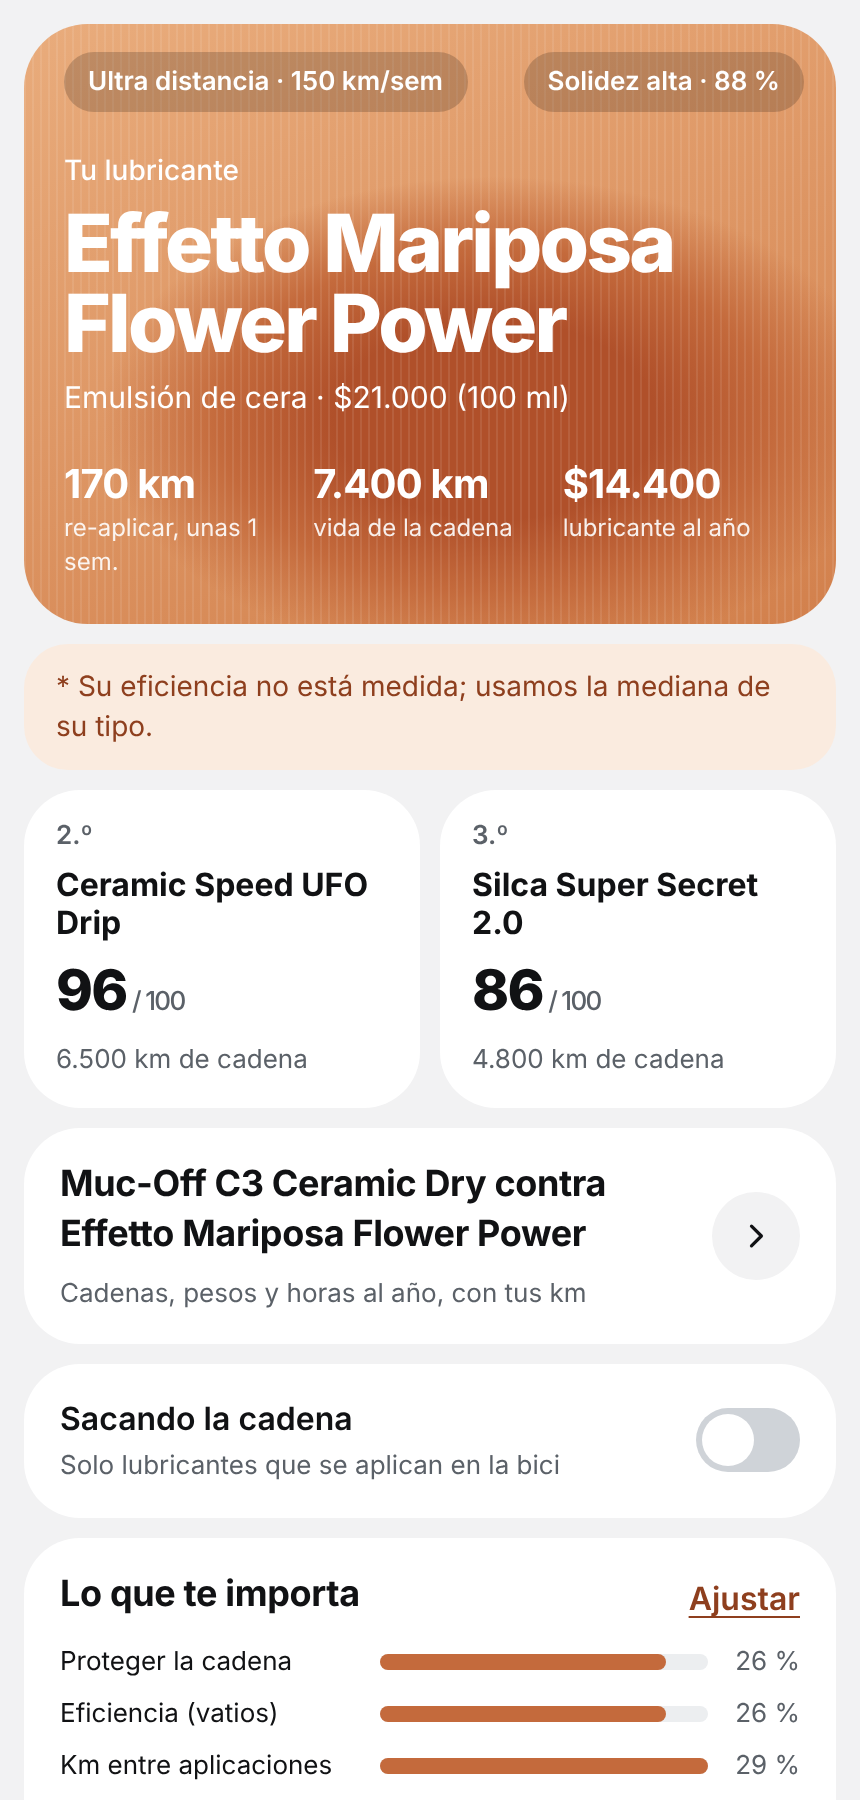 Ultra distancia · 150 km/sem
Solidez alta · 88 %
Tu lubricante
Effetto Mariposa
Flower Power
Emulsión de cera · $21.000 (100 ml)
170 km
7.400 km
$14.400
re-aplicar, unas 1
sem.
vida de la cadena
lubricante al año
* Su eficiencia no está medida; usamos la mediana de
su tipo.
2.º
Ceramic Speed UFO
Drip
96 / 100
6.500 km de cadena
3.º
Silca Super Secret
2.0
86 / 100
4.800 km de cadena
Muc-Off C3 Ceramic Dry contra
Effetto Mariposa Flower Power
Cadenas, pesos y horas al año, con tus km
Sacando la cadena
Solo lubricantes que se aplican en la bici
Lo que te importa
Ajustar
Proteger la cadena 26 %
Eficiencia (vatios) 26 %
Km entre aplicaciones 29 %